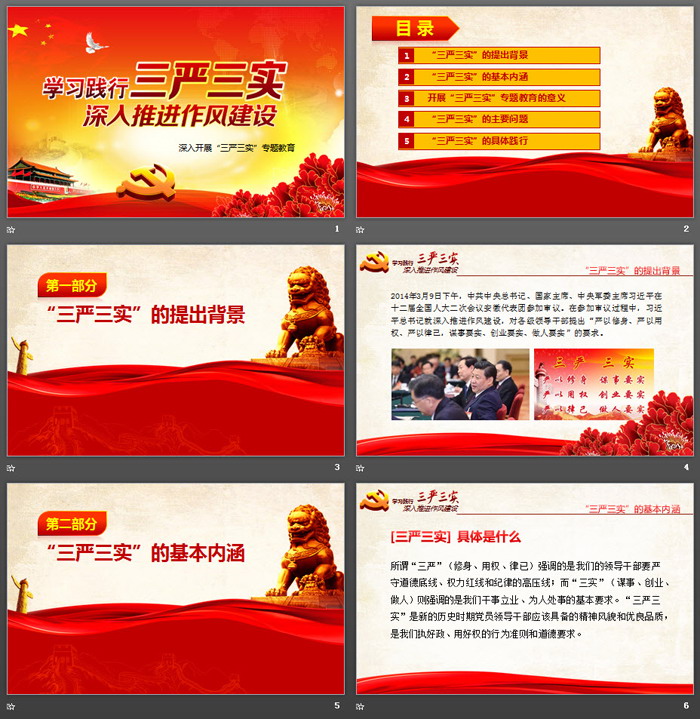 学习践行三严三实
深入推进作风建设
深入开展“三严三实”专题教育
1
目录
1 “三严三实”的提出背景
2 “三严三实”的基本内涵
3 开展“三严三实”专题教育的意义
4 “三严三实”的主要问题
5 “三严三实”的具体践行
2
第一部分
“三严三实”的提出背景
3
学习践行三严三实
深入推进作风建设
“三严三实”的提出背景
2014年3月9日下午，中共中央总书记、国家主席、中央军委主席习近平在
十二届全国人大二次会议安徽代表团参加审议。在参加审议过程中，习近
平总书记就深入推进作风建设，对各级领导干部提出“严以修身、严以用
权、严以律己，谋事要实、创业要实、做人要实”的要求。
三严三实
严以修身 谋事要实
严以用权 创业要实
严以律己 做人要实
4
第二部分
“三严三实”的基本内涵
5
学习践行三严三实
深入推进作风建设
“三严三实”的基本内涵
[三严三实] 具体是什么
所谓“三严”（修身、用权、律己）强调的是我们的领导干部要严
守道德底线、权力红线和纪律的高压线；而“三实”（谋事、创业、
做人）则强调的是我们干事立业、为人处事的基本要求。“三严三
实”是新的历史时期党员领导干部应该具备的精神风貌和优良品质，
是我们执好政、用好权的行为准则和道德要求。
6